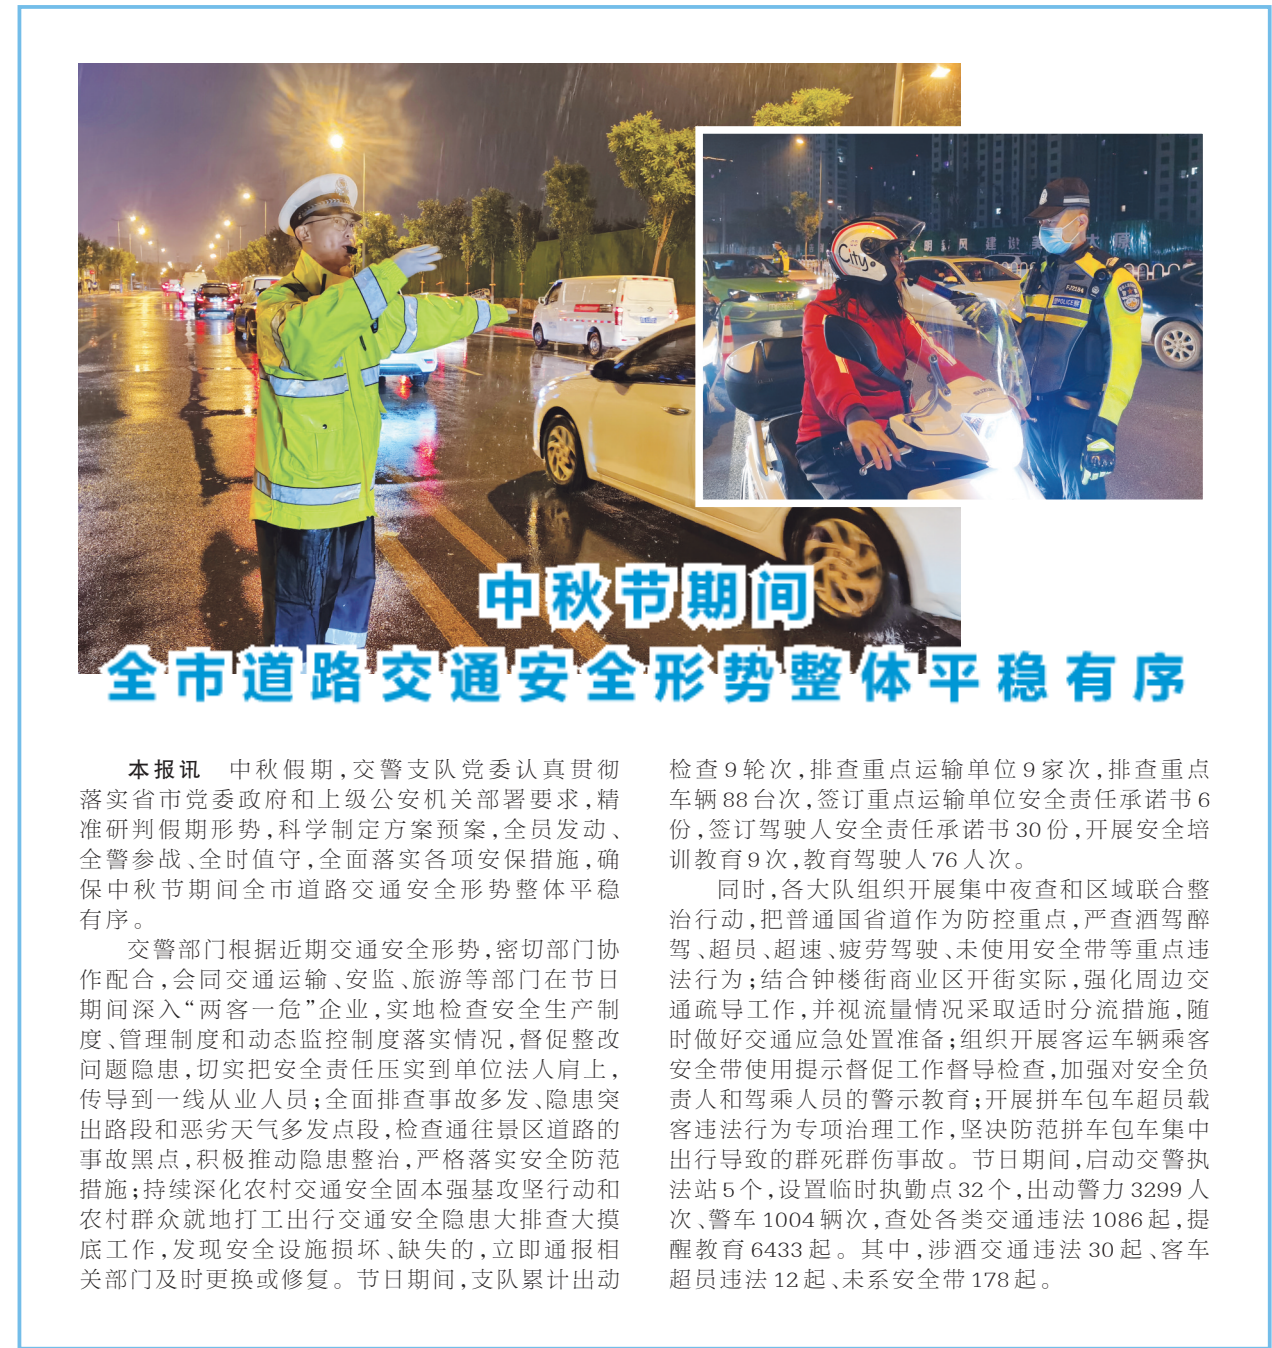 City
POLICE
中秋节期间
全市道路交通安全形势整体平稳有序
本报讯　中秋假期,交警支队党委认真贯彻
落实省市党委政府和上级公安机关部署要求,精
准研判假期形势,科学制定方案预案,全员发动、
全警参战、全时值守,全面落实各项安保措施,确
保中秋节期间全市道路交通安全形势整体平稳
有序。
交警部门根据近期交通安全形势,密切部门协
作配合,会同交通运输、安监、旅游等部门在节日
期间深入“两客一危”企业,实地检查安全生产制
度、管理制度和动态监控制度落实情况,督促整改
问题隐患,切实把安全责任压实到单位法人肩上,
传导到一线从业人员;全面排查事故多发、隐患突
出路段和恶劣天气多发点段,检查通往景区道路的
事故黑点,积极推动隐患整治,严格落实安全防范
措施;持续深化农村交通安全固本强基攻坚行动和
农村群众就地打工出行交通安全隐患大排查大摸
底工作,发现安全设施损坏、缺失的,立即通报相
关部门及时更换或修复。节日期间,支队累计出动
检查9轮次,排查重点运输单位9家次,排查重点
车辆88台次,签订重点运输单位安全责任承诺书6
份,签订驾驶人安全责任承诺书30份,开展安全培
训教育9次,教育驾驶人76人次。
同时,各大队组织开展集中夜查和区域联合整
治行动,把普通国省道作为防控重点,严查酒驾醉
驾、超员、超速、疲劳驾驶、未使用安全带等重点违
法行为;结合钟楼街商业区开街实际,强化周边交
通疏导工作,并视流量情况采取适时分流措施,随
时做好交通应急处置准备;组织开展客运车辆乘客
安全带使用提示督促工作督导检查,加强对安全负
责人和驾乘人员的警示教育;开展拼车包车超员载
客违法行为专项治理工作,坚决防范拼车包车集中
出行导致的群死群伤事故。节日期间,启动交警执
法站5个,设置临时执勤点32个,出动警力3299人
次、警车1004辆次,查处各类交通违法1086起,提
醒教育6433起。其中,涉酒交通违法30起、客车
超员违法12起、未系安全带178起。